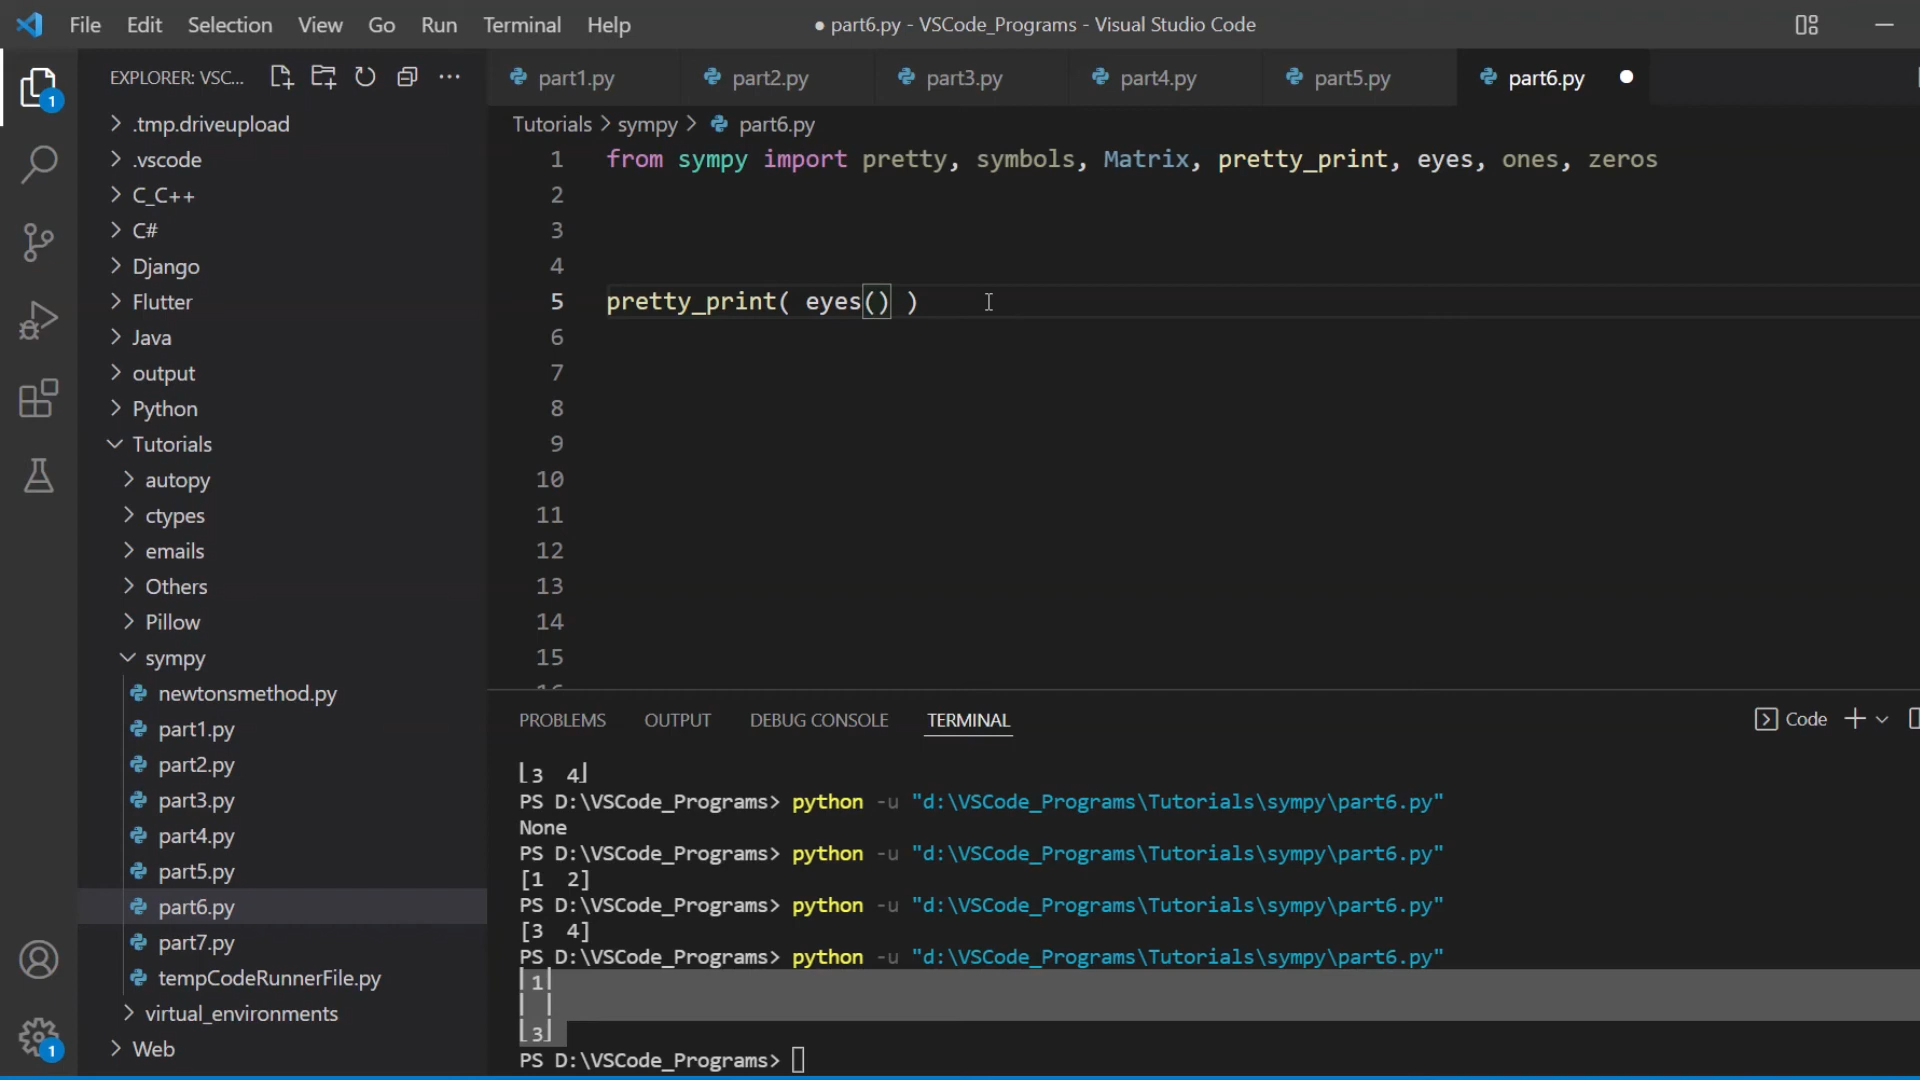 File Edit Selection View Go Run Terminal Help ● part6.py - VSCode_Programs - Visual Studio Code
EXPLORER: VSC... part1.py part2.py part3.py part4.py part5.py part6.py
1
.tmp.driveupload
.vscode
C_C++
C#
Django
Flutter
Java
output
Python
Tutorials
autopy
ctypes
emails
Others
Pillow
sympy
newtonsmethod.py
part1.py
part2.py
part3.py
part4.py
part5.py
part6.py
part7.py
tempCodeRunnerFile.py
virtual_environments
Web
1
Tutorials > sympy > part6.py
1 from sympy import pretty, symbols, Matrix, pretty_print, eyes, ones, zeros
2
3
4
5 pretty_print( eyes() )
6
7
8
9
10
11
12
13
14
15
16
PROBLEMS OUTPUT DEBUG CONSOLE TERMINAL Code
⎣3  4⎦
PS D:\VSCode_Programs> python -u "d:\VSCode_Programs\Tutorials\sympy\part6.py"
None
PS D:\VSCode_Programs> python -u "d:\VSCode_Programs\Tutorials\sympy\part6.py"
[1  2]
PS D:\VSCode_Programs> python -u "d:\VSCode_Programs\Tutorials\sympy\part6.py"
[3  4]
PS D:\VSCode_Programs> python -u "d:\VSCode_Programs\Tutorials\sympy\part6.py"
⎡1⎤
⎢ ⎥
⎣3⎦
PS D:\VSCode_Programs>